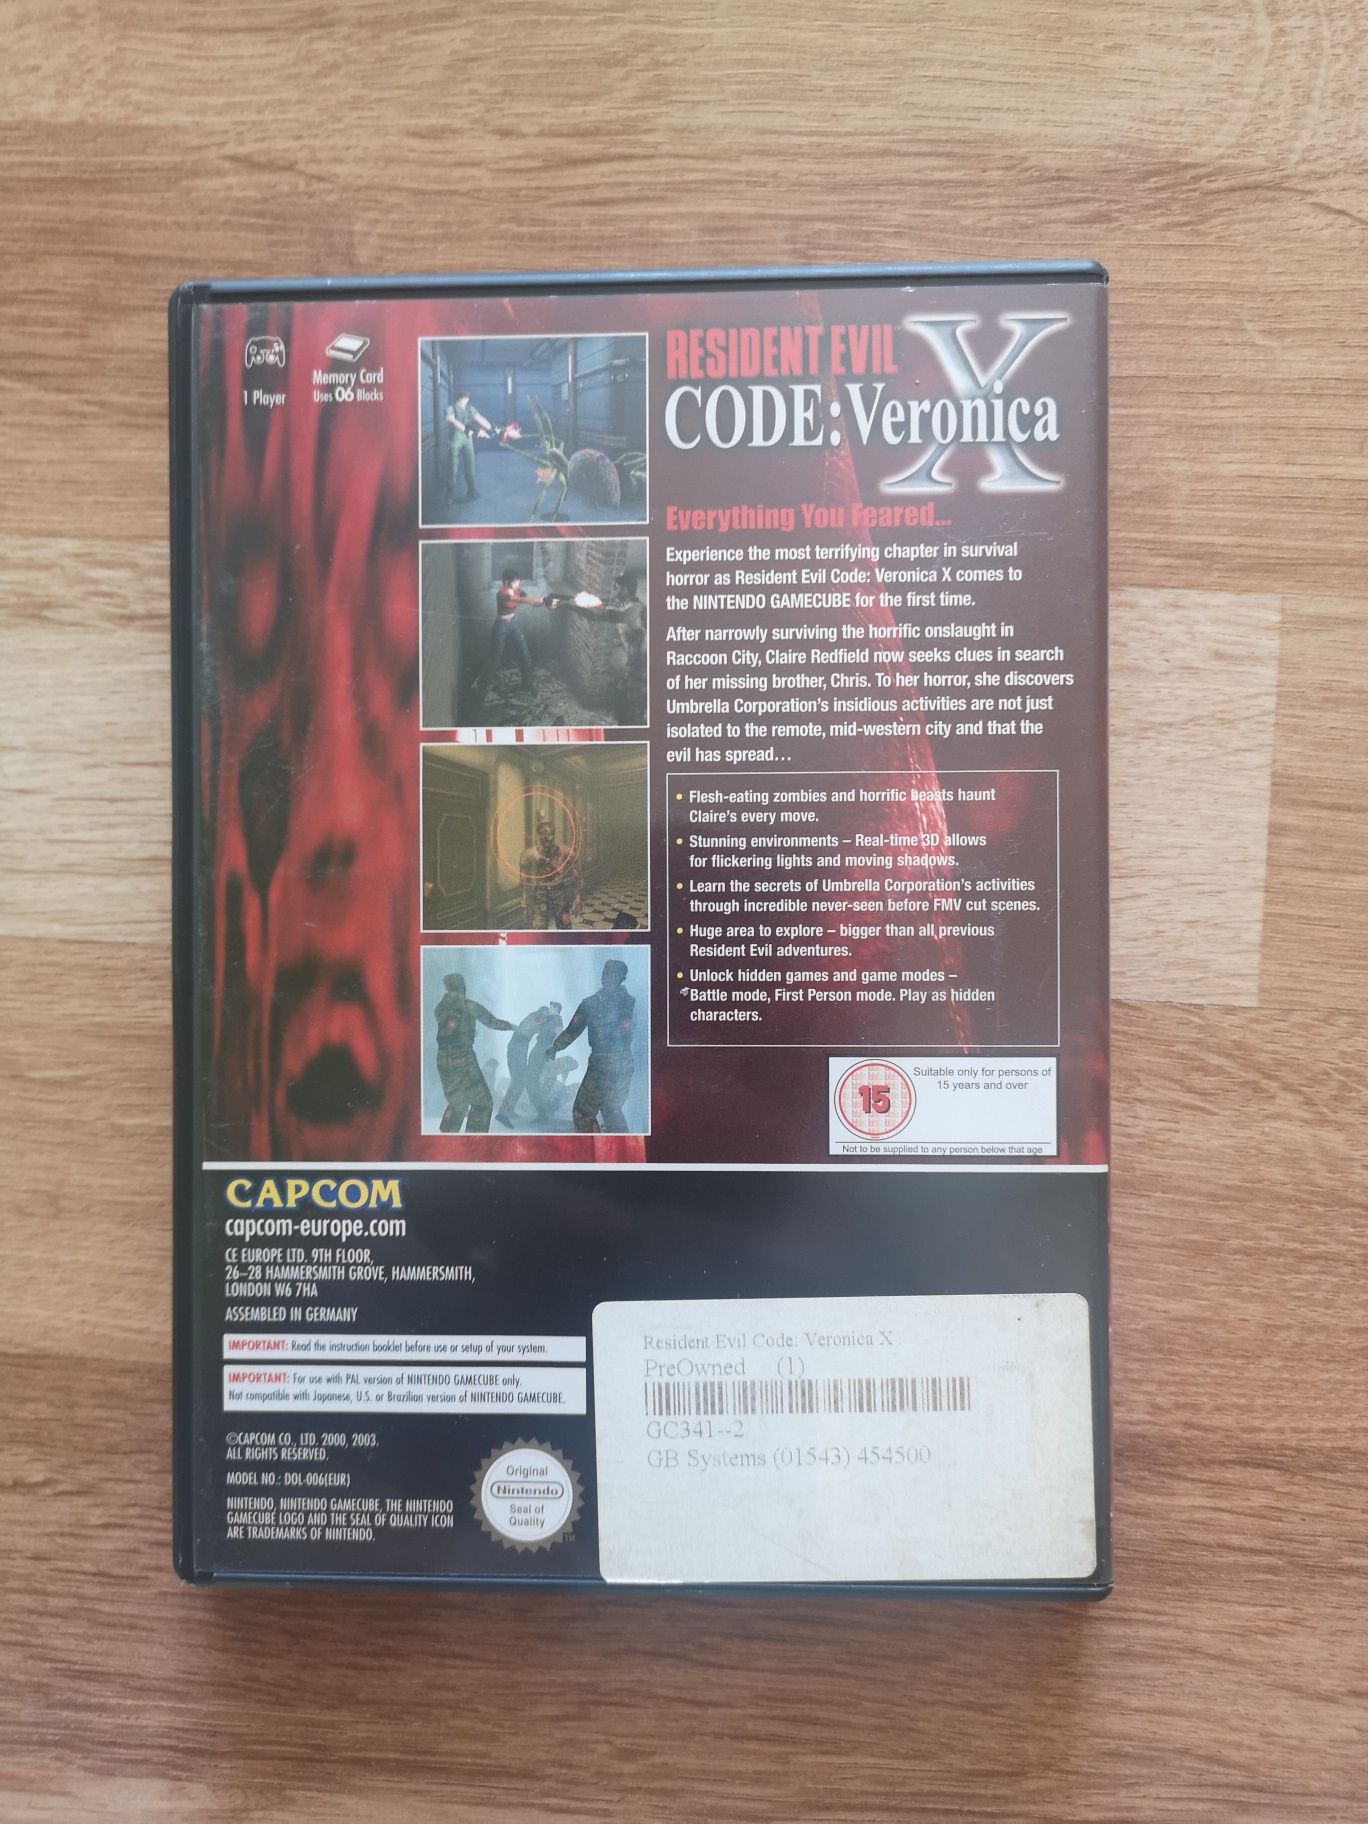 1 Player
Memory Card
Uses 06 Blocks
RESIDENT EVIL™
CODE: Veronica X
Everything You Feared...
Experience the most terrifying chapter in survival
horror as Resident Evil Code: Veronica X comes to
the NINTENDO GAMECUBE for the first time.
After narrowly surviving the horrific onslaught in
Raccoon City, Claire Redfield now seeks clues in search
of her missing brother, Chris. To her horror, she discovers
Umbrella Corporation's insidious activities are not just
isolated to the remote, mid-western city and that the
evil has spread...
• Flesh-eating zombies and horrific beasts haunt
Claire's every move.
• Stunning environments – Real-time 3D allows
for flickering lights and moving shadows.
• Learn the secrets of Umbrella Corporation's activities
through incredible never-seen before FMV cut scenes.
• Huge area to explore – bigger than all previous
Resident Evil adventures.
• Unlock hidden games and game modes –
Battle mode, First Person mode. Play as hidden
characters.
15
Suitable only for persons of
15 years and over
Not to be supplied to any person below that age
CAPCOM
capcom-europe.com
CE EUROPE LTD. 9TH FLOOR,
26–28 HAMMERSMITH GROVE, HAMMERSMITH,
LONDON W6 7HA
ASSEMBLED IN GERMANY
IMPORTANT: Read the instruction booklet before use or setup of your system.
IMPORTANT: For use with PAL version of NINTENDO GAMECUBE only.
Not compatible with Japanese, U.S. or Brazilian version of NINTENDO GAMECUBE.
©CAPCOM CO., LTD. 2000, 2003.
ALL RIGHTS RESERVED.
MODEL NO.: DOL-006(EUR)
NINTENDO, NINTENDO GAMECUBE, THE NINTENDO
GAMECUBE LOGO AND THE SEAL OF QUALITY ICON
ARE TRADEMARKS OF NINTENDO.
Original
Nintendo
Seal of
Quality
TM
Resident Evil Code: Veronica X
PreOwned (1)
GC341--2
GB Systems (01543) 454500